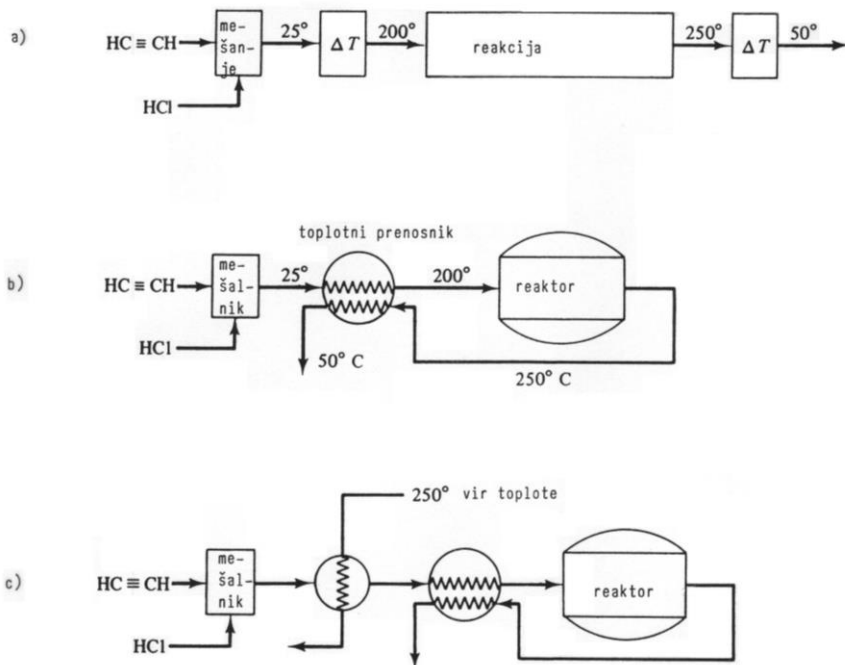 a)
HC ≡ CH
me-
šan-
je
25°
ΔT
200°
reakcija
250°
ΔT
50°
HCl
toplotni prenosnik
b)
HC ≡ CH
me-
šal-
nik
25°
200°
reaktor
HCl
50° C
250° C
250° vir toplote
c)
HC ≡ CH
me-
šal-
nik
reaktor
HCl